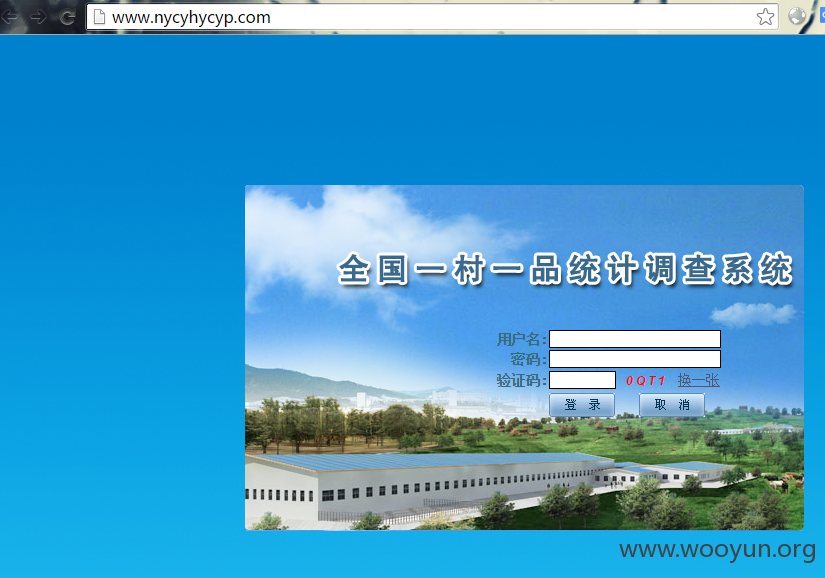 www.nycyhycyp.com
全国一村一品统计调查系统
用户名:
密码:
验证码: 0QT1 换一张
登 录 取 消
www.wooyun.org